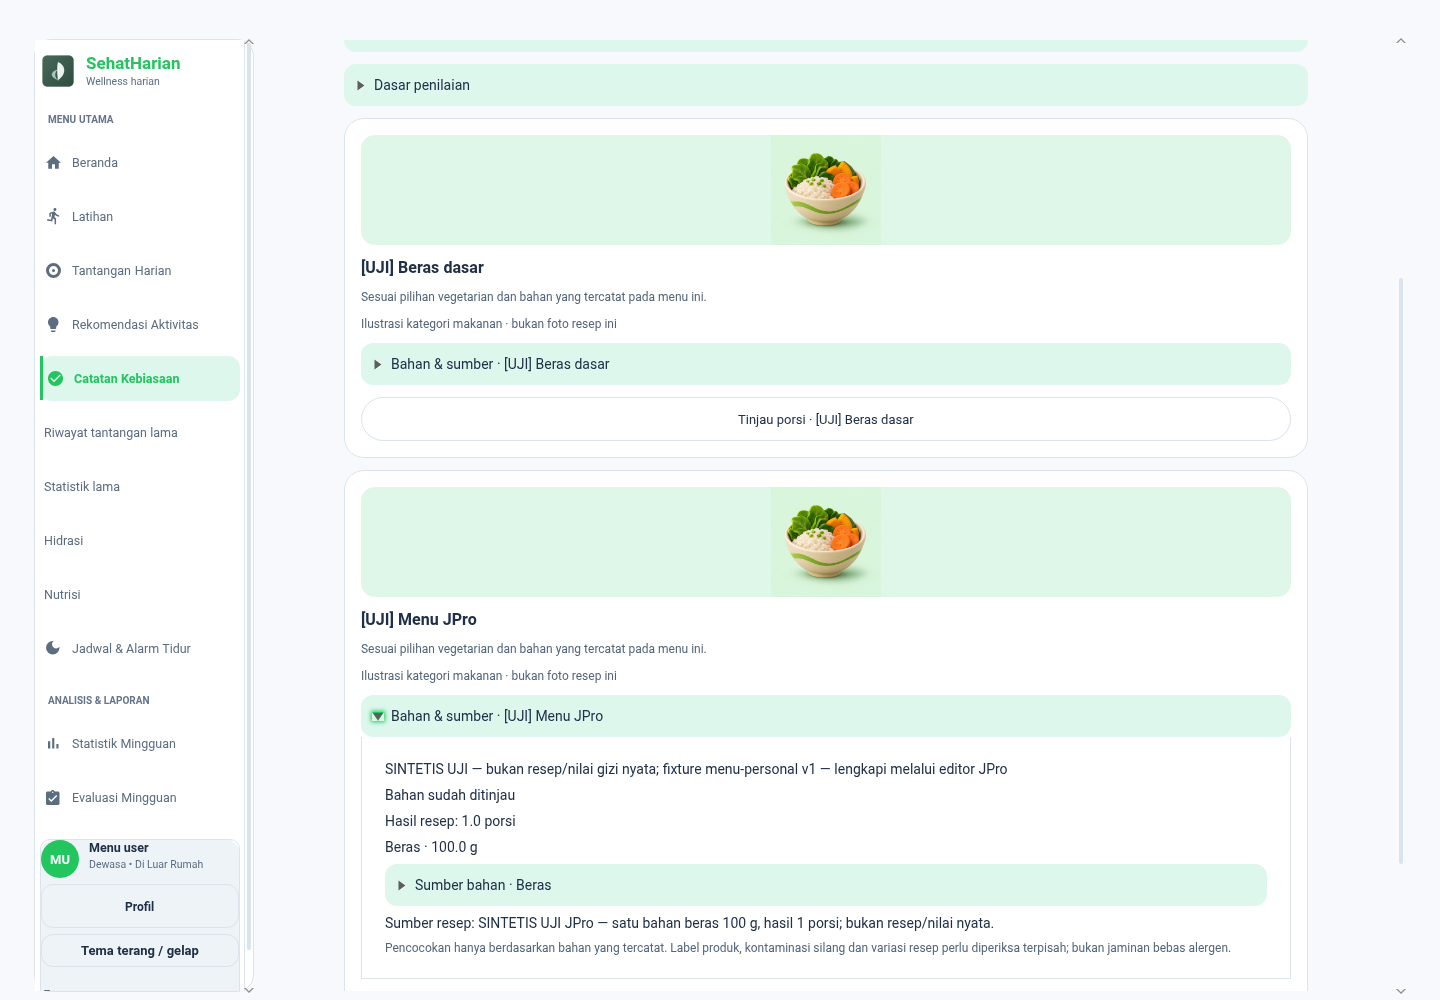 SehatHarian
Wellness harian
MENU UTAMA
Beranda
Latihan
Tantangan Harian
Rekomendasi Aktivitas
Catatan Kebiasaan
Riwayat tantangan lama
Statistik lama
Hidrasi
Nutrisi
Jadwal & Alarm Tidur
ANALISIS & LAPORAN
Statistik Mingguan
Evaluasi Mingguan
MU
Menu user
Dewasa • Di Luar Rumah
Profil
Tema terang / gelap
Dasar penilaian
[UJI] Beras dasar
Sesuai pilihan vegetarian dan bahan yang tercatat pada menu ini.
Ilustrasi kategori makanan · bukan foto resep ini
Bahan & sumber · [UJI] Beras dasar
Tinjau porsi · [UJI] Beras dasar
[UJI] Menu JPro
Sesuai pilihan vegetarian dan bahan yang tercatat pada menu ini.
Ilustrasi kategori makanan · bukan foto resep ini
Bahan & sumber · [UJI] Menu JPro
SINTETIS UJI — bukan resep/nilai gizi nyata; fixture menu-personal v1 — lengkapi melalui editor JPro
Bahan sudah ditinjau
Hasil resep: 1.0 porsi
Beras · 100.0 g
Sumber bahan · Beras
Sumber resep: SINTETIS UJI JPro — satu bahan beras 100 g, hasil 1 porsi; bukan resep/nilai nyata.
Pencocokan hanya berdasarkan bahan yang tercatat. Label produk, kontaminasi silang dan variasi resep perlu diperiksa terpisah; bukan jaminan bebas alergen.